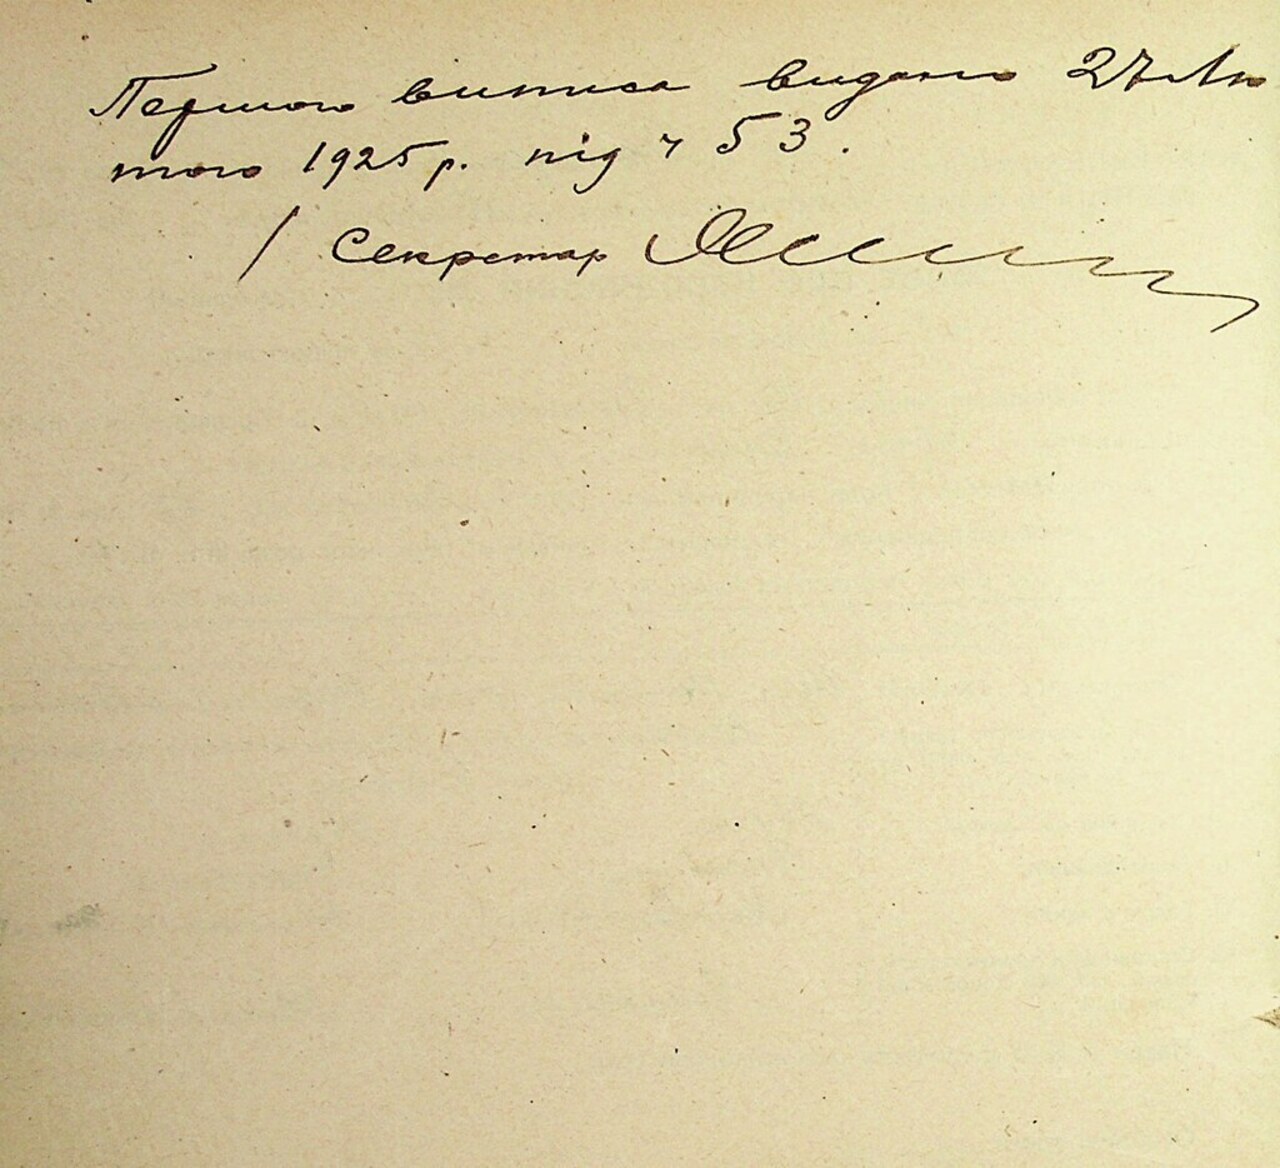 Першого виписа видано 27 Лю
того 1925 р. під ч 53.
/ Секретар